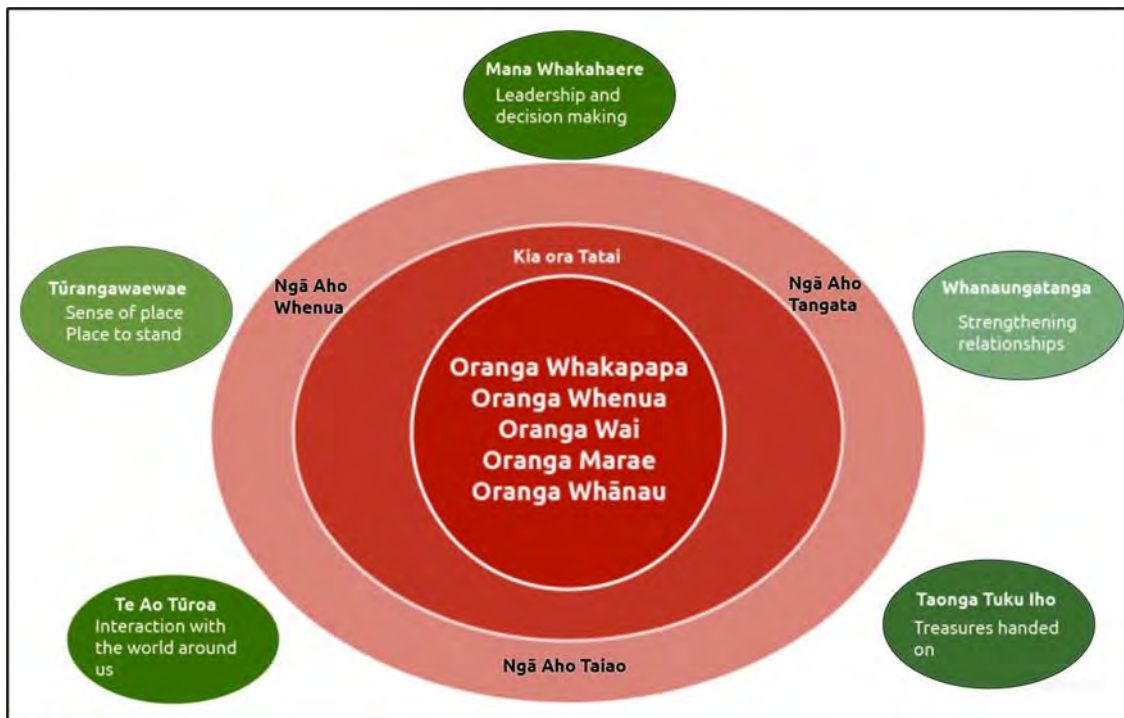 Mana Whakahaere
Leadership and
decision making
Kia ora Tatai
Ngā Aho
Whenua
Ngā Aho
Tangata
Tūrangawaewae
Sense of place
Place to stand
Whanaungatanga
Strengthening
relationships
Oranga Whakapapa
Oranga Whenua
Oranga Wai
Oranga Marae
Oranga Whānau
Te Ao Tūroa
Interaction with
the world around
us
Taonga Tuku Iho
Treasures handed
on
Ngā Aho Taiao